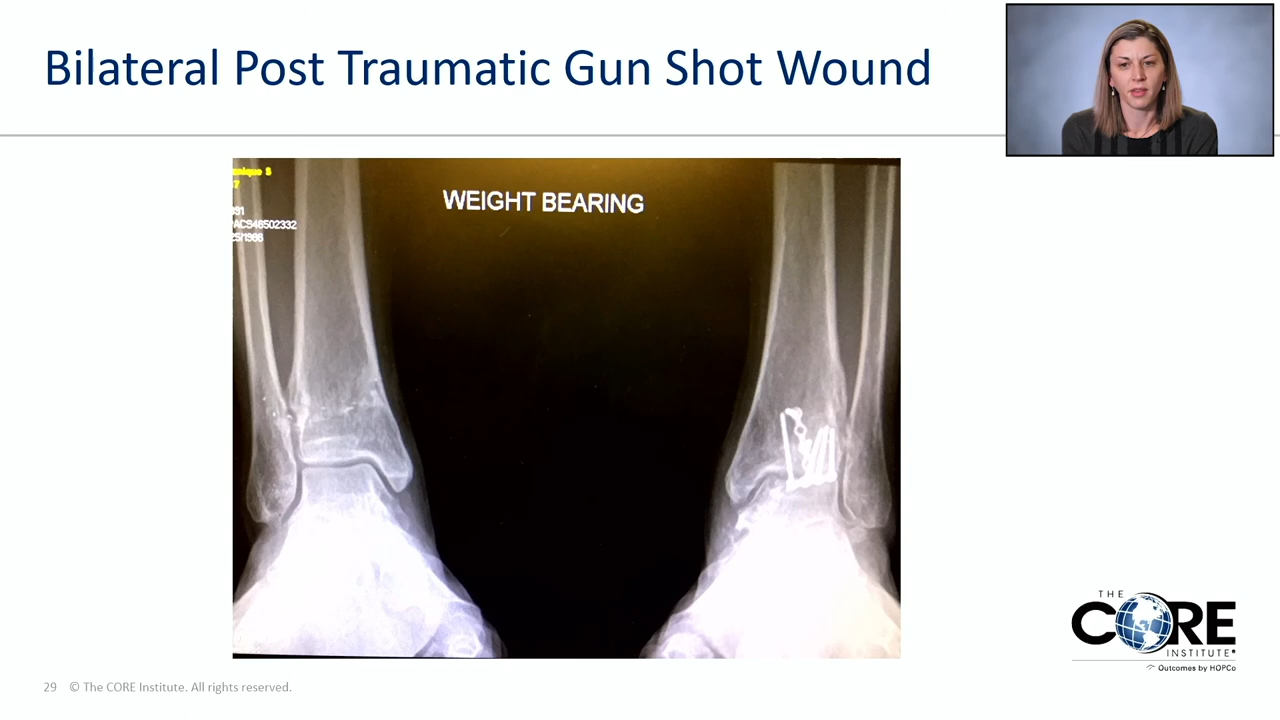 Bilateral Post Traumatic Gun Shot Wound
WEIGHT BEARING
PACS46502332
THE
CORE
INSTITUTE
Outcomes by HOPCo
29 © The CORE Institute. All rights reserved.